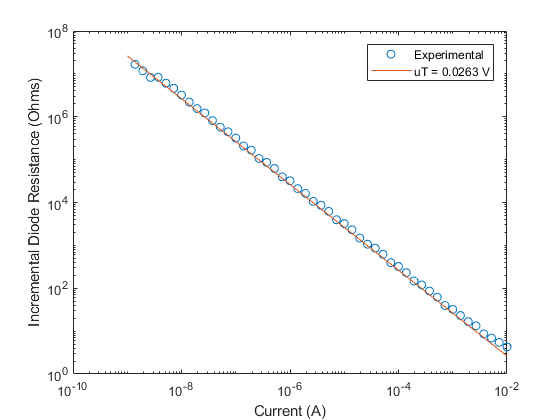 10^8
10^6
10^4
10^2
10^0
Incremental Diode Resistance (Ohms)
Experimental
uT = 0.0263 V
10^-10
10^-8
10^-6
10^-4
10^-2
Current (A)